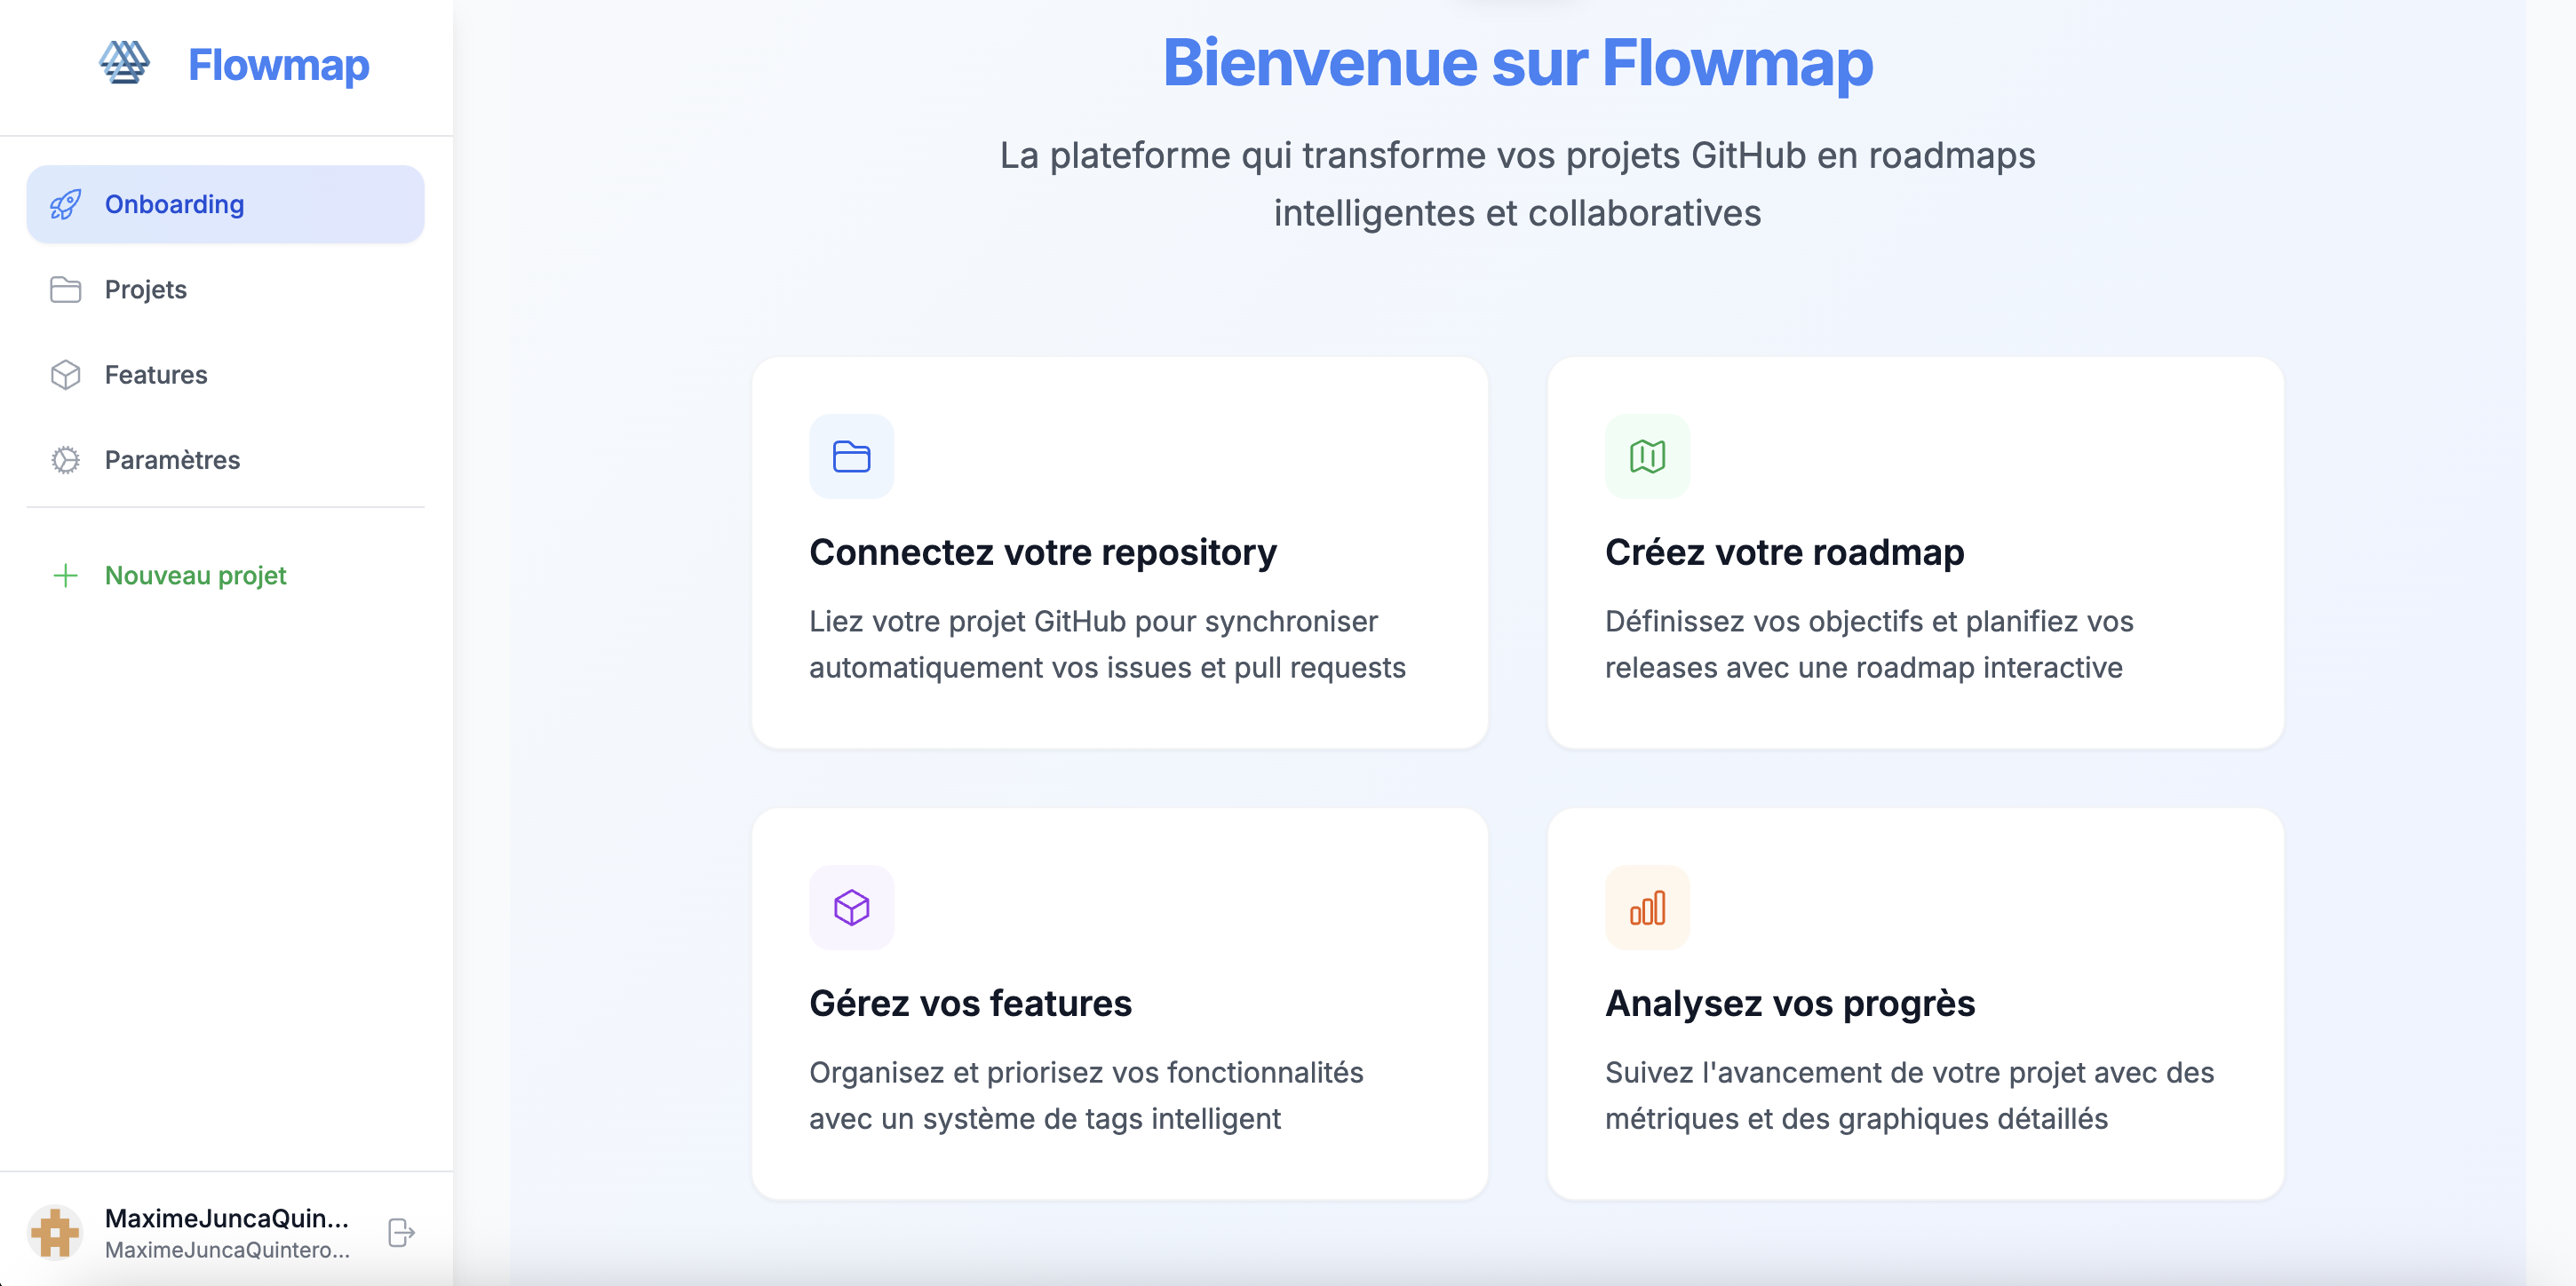 Flowmap
Onboarding
Projets
Features
Paramètres
Nouveau projet
MaximeJuncaQuin...
MaximeJuncaQuintero...
Bienvenue sur Flowmap
La plateforme qui transforme vos projets GitHub en roadmaps
intelligentes et collaboratives
Connectez votre repository
Liez votre projet GitHub pour synchroniser
automatiquement vos issues et pull requests
Créez votre roadmap
Définissez vos objectifs et planifiez vos
releases avec une roadmap interactive
Gérez vos features
Organisez et priorisez vos fonctionnalités
avec un système de tags intelligent
Analysez vos progrès
Suivez l'avancement de votre projet avec des
métriques et des graphiques détaillés